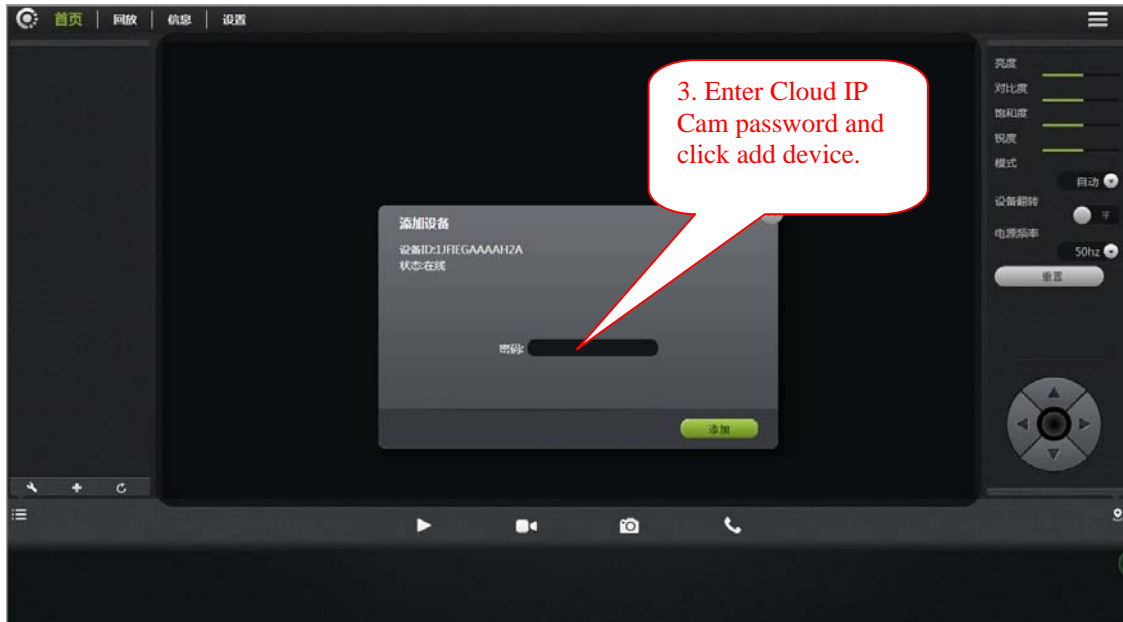 首页 | 回放 | 信息 | 设置
3. Enter Cloud IP
Cam password and
click add device.
添加设备
设备ID:1JFIEGAAAAH2A
状态:在线
密码:
添加
亮度
对比度
饱和度
锐度
模式
自动
设备翻转
电源频率
50hz
重置